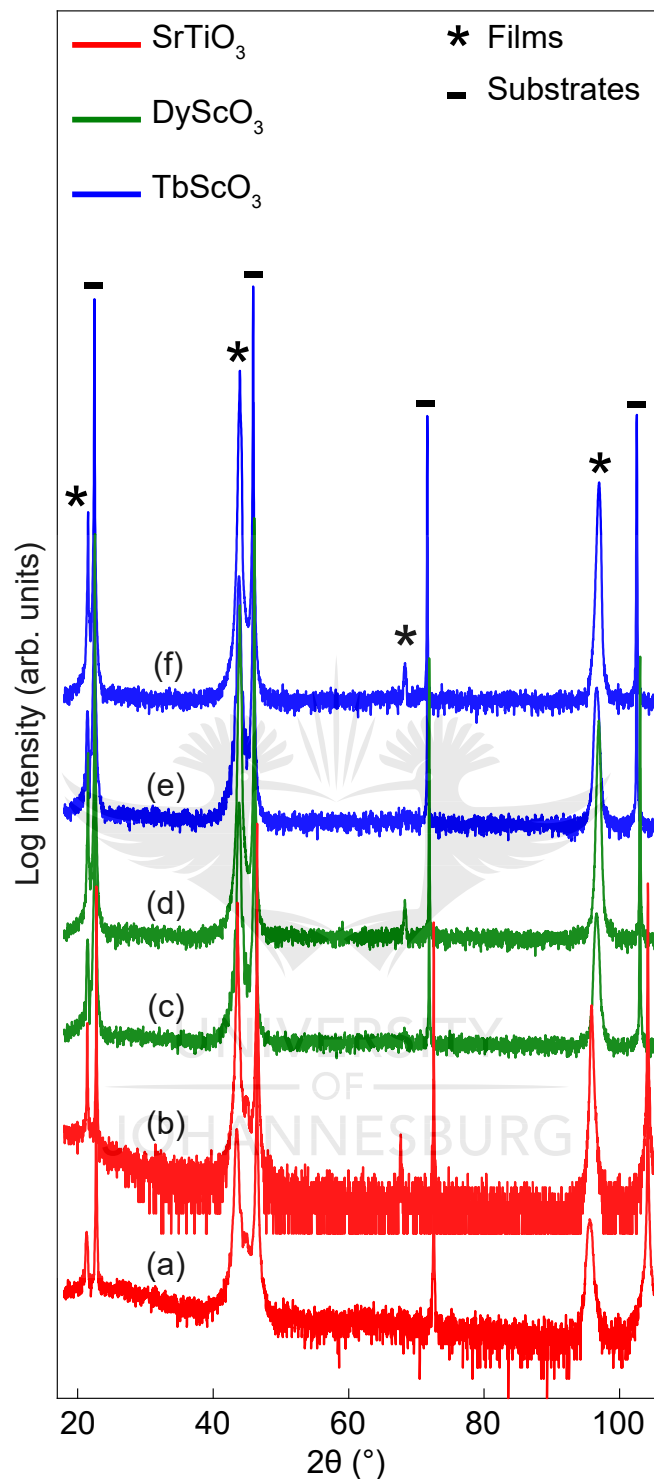 SrTiO₃
DyScO₃
TbScO₃
* Films
- Substrates
Log Intensity (arb. units)
(f)
(e)
(d)
(c)
(b)
(a)
UNIVERSITY
OF
JOHANNESBURG
20 40 60 80 100
2θ (°)